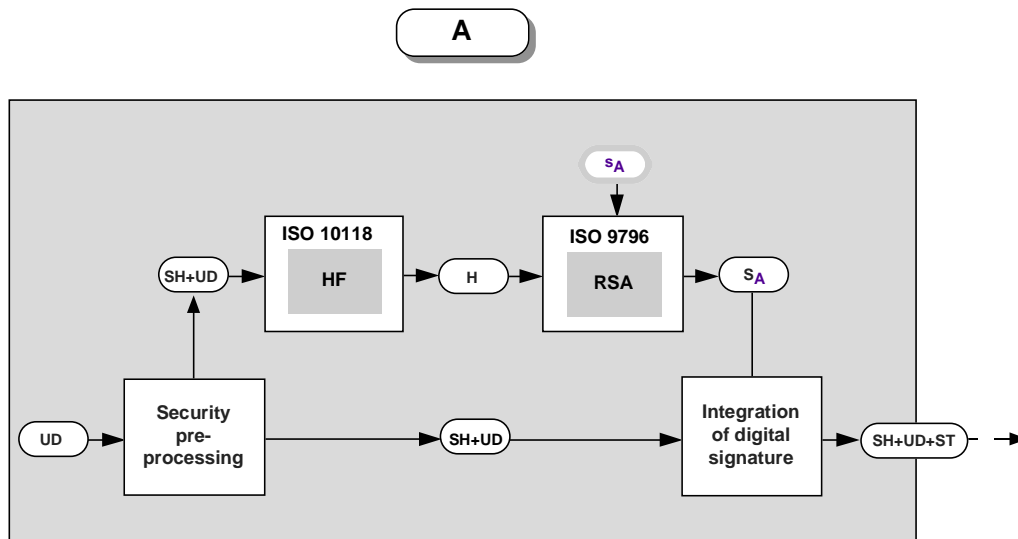 A
sA
ISO 10118
HF
ISO 9796
RSA
SH+UD
H
SA
UD
Security
pre-
processing
SH+UD
Integration
of digital
signature
SH+UD+ST